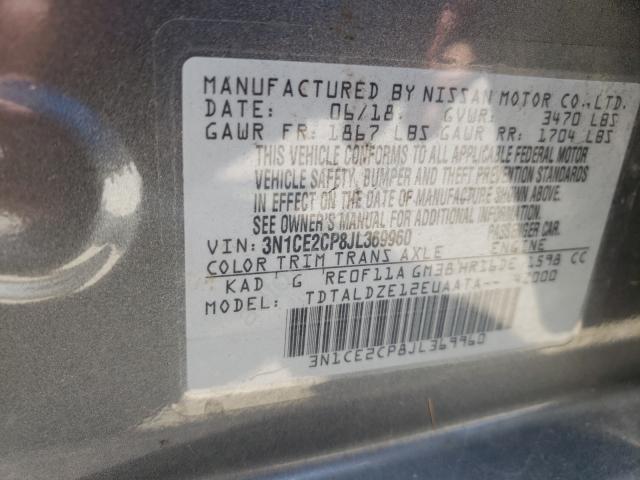 MANUFACTURED BY NISSAN MOTOR CO.,LTD.
DATE: 06/18 GVWR: 3470 LBS
GAWR FR: 1867 LBS GAWR RR: 1704 LBS
THIS VEHICLE CONFORMS TO ALL APPLICABLE FEDERAL MOTOR
VEHICLE SAFETY, BUMPER AND THEFT PREVENTION STANDARDS
IN EFFECT ON THE DATE OF MANUFACTURE SHOWN ABOVE.
SEE OWNER'S MANUAL.
VIN: 3N1CE2CP8JL369960 PASSENGER CAR.
COLOR TRIM TRANS AXLE ENGINE
KAD G RE0F11A GM38 HR16DE 1598 CC
MODEL: TDTALDZE12EUAATA--
3N1CE2CP8JL369960